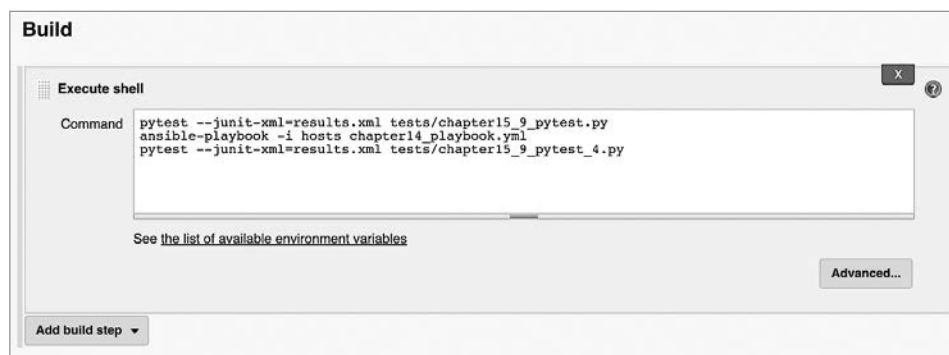 Build
X
Execute shell
Command
pytest --junit-xml=results.xml tests/chapter15_9_pytest.py
ansible-playbook -i hosts chapter14_playbook.yml
pytest --junit-xml=results.xml tests/chapter15_9_pytest_4.py
See the list of available environment variables
Advanced...
Add build step